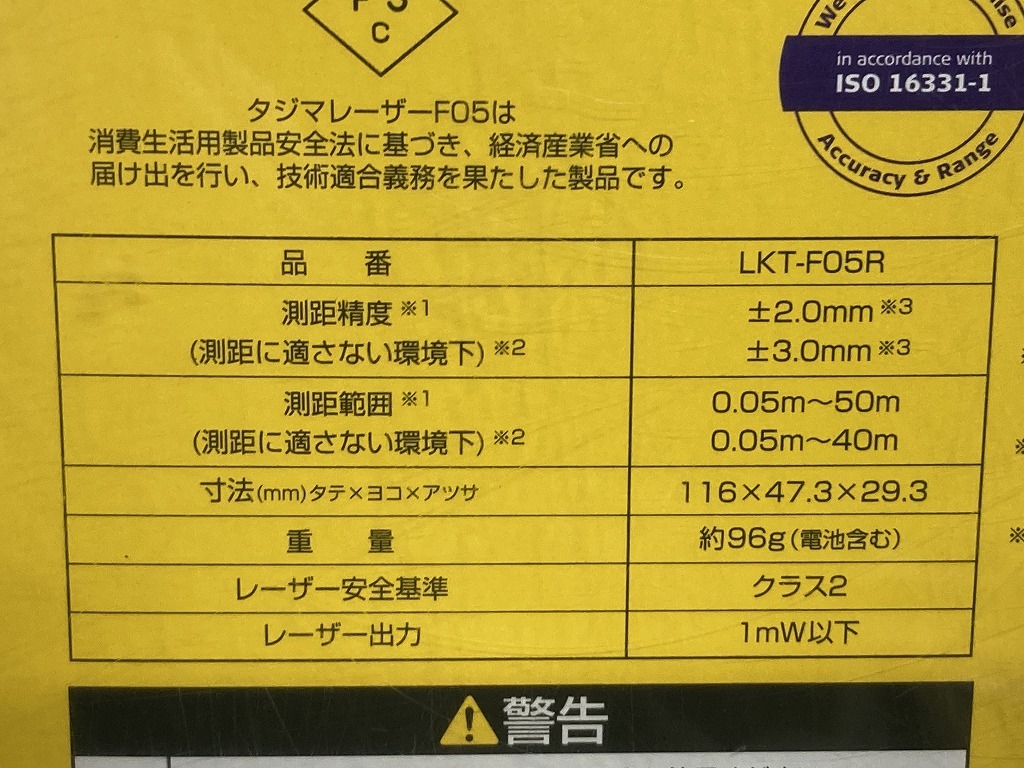 C
in accordance with
ISO 16331-1
Accuracy & Range
タジマレーザーF05は
消費生活用製品安全法に基づき、経済産業省への
届け出を行い、技術適合義務を果たした製品です。
品 番 LKT-F05R
測距精度※1 ±2.0mm※3
(測距に適さない環境下)※2 ±3.0mm※3
測距範囲※1 0.05m〜50m
(測距に適さない環境下)※2 0.05m〜40m
寸法(mm)タテ×ヨコ×アツサ 116×47.3×29.3
重 量 約96g(電池含む)
レーザー安全基準 クラス2
レーザー出力 1mW以下
警告